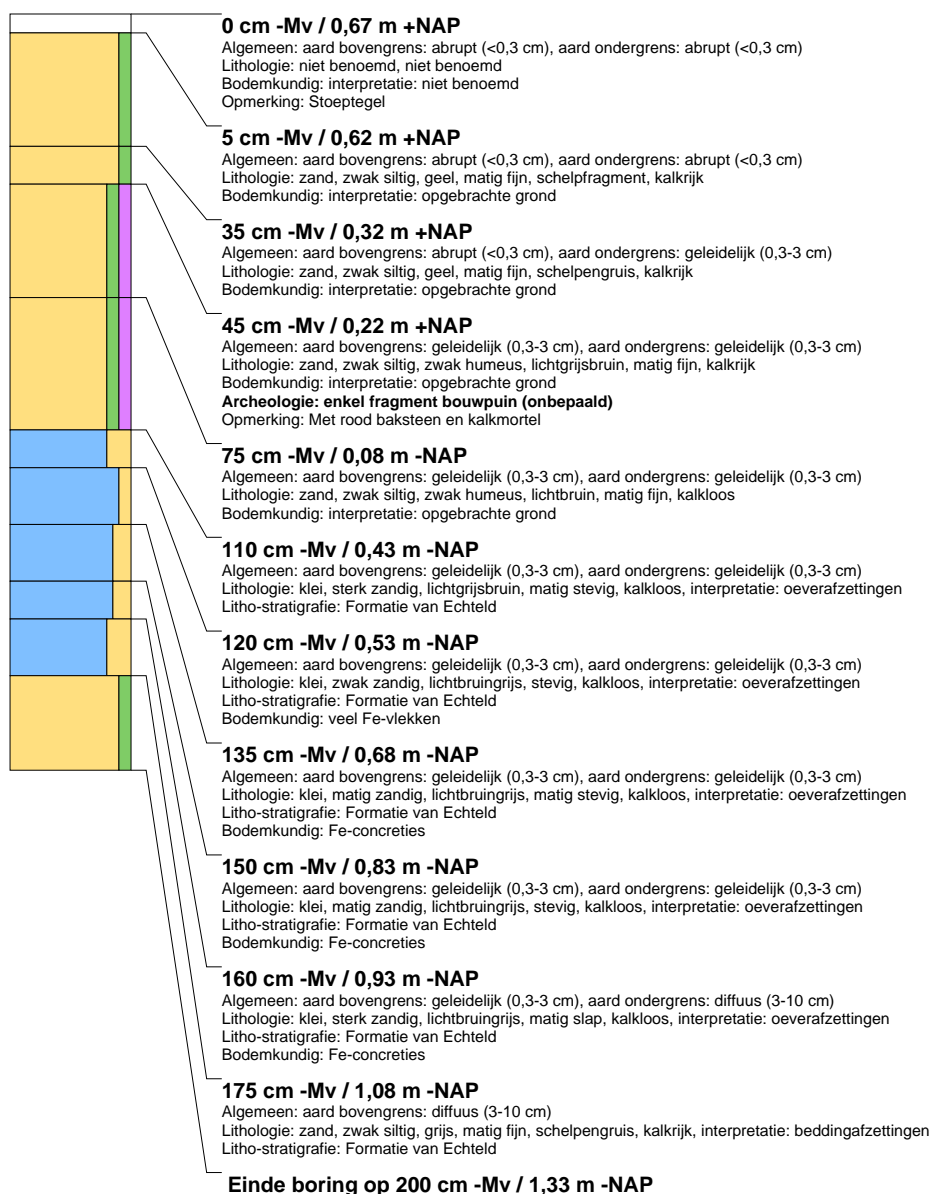 0 cm -Mv / 0,67 m +NAP
Algemeen: aard bovengrens: abrupt (<0,3 cm), aard ondergrens: abrupt (<0,3 cm)
Lithologie: niet benoemd, niet benoemd
Bodemkundig: interpretatie: niet benoemd
Opmerking: Stoeptegel
5 cm -Mv / 0,62 m +NAP
Algemeen: aard bovengrens: abrupt (<0,3 cm), aard ondergrens: abrupt (<0,3 cm)
Lithologie: zand, zwak siltig, geel, matig fijn, schelpfragment, kalkrijk
Bodemkundig: interpretatie: opgebrachte grond
35 cm -Mv / 0,32 m +NAP
Algemeen: aard bovengrens: abrupt (<0,3 cm), aard ondergrens: geleidelijk (0,3-3 cm)
Lithologie: zand, zwak siltig, geel, matig fijn, schelpengruis, kalkrijk
Bodemkundig: interpretatie: opgebrachte grond
45 cm -Mv / 0,22 m +NAP
Algemeen: aard bovengrens: geleidelijk (0,3-3 cm), aard ondergrens: geleidelijk (0,3-3 cm)
Lithologie: zand, zwak siltig, zwak humeus, lichtgrijsbruin, matig fijn, kalkrijk
Bodemkundig: interpretatie: opgebrachte grond
Archeologie: enkel fragment bouwpuin (onbepaald)
Opmerking: Met rood baksteen en kalkmortel
75 cm -Mv / 0,08 m -NAP
Algemeen: aard bovengrens: geleidelijk (0,3-3 cm), aard ondergrens: geleidelijk (0,3-3 cm)
Lithologie: zand, zwak siltig, zwak humeus, lichtbruin, matig fijn, kalkloos
Bodemkundig: interpretatie: opgebrachte grond
110 cm -Mv / 0,43 m -NAP
Algemeen: aard bovengrens: geleidelijk (0,3-3 cm), aard ondergrens: geleidelijk (0,3-3 cm)
Lithologie: klei, sterk zandig, lichtgrijsbruin, matig stevig, kalkloos, interpretatie: oeverafzettingen
Litho-stratigrafie: Formatie van Echteld
120 cm -Mv / 0,53 m -NAP
Algemeen: aard bovengrens: geleidelijk (0,3-3 cm), aard ondergrens: geleidelijk (0,3-3 cm)
Lithologie: klei, zwak zandig, lichtbruingrijs, stevig, kalkloos, interpretatie: oeverafzettingen
Litho-stratigrafie: Formatie van Echteld
Bodemkundig: veel Fe-vlekken
135 cm -Mv / 0,68 m -NAP
Algemeen: aard bovengrens: geleidelijk (0,3-3 cm), aard ondergrens: geleidelijk (0,3-3 cm)
Lithologie: klei, matig zandig, lichtbruingrijs, matig stevig, kalkloos, interpretatie: oeverafzettingen
Litho-stratigrafie: Formatie van Echteld
Bodemkundig: Fe-concreties
150 cm -Mv / 0,83 m -NAP
Algemeen: aard bovengrens: geleidelijk (0,3-3 cm), aard ondergrens: geleidelijk (0,3-3 cm)
Lithologie: klei, matig zandig, lichtbruingrijs, stevig, kalkloos, interpretatie: oeverafzettingen
Litho-stratigrafie: Formatie van Echteld
Bodemkundig: Fe-concreties
160 cm -Mv / 0,93 m -NAP
Algemeen: aard bovengrens: geleidelijk (0,3-3 cm), aard ondergrens: diffuus (3-10 cm)
Lithologie: klei, sterk zandig, lichtbruingrijs, matig slap, kalkloos, interpretatie: oeverafzettingen
Litho-stratigrafie: Formatie van Echteld
Bodemkundig: Fe-concreties
175 cm -Mv / 1,08 m -NAP
Algemeen: aard bovengrens: diffuus (3-10 cm)
Lithologie: zand, zwak siltig, grijs, matig fijn, schelpengruis, kalkrijk, interpretatie: beddingafzettingen
Litho-stratigrafie: Formatie van Echteld
Einde boring op 200 cm -Mv / 1,33 m -NAP